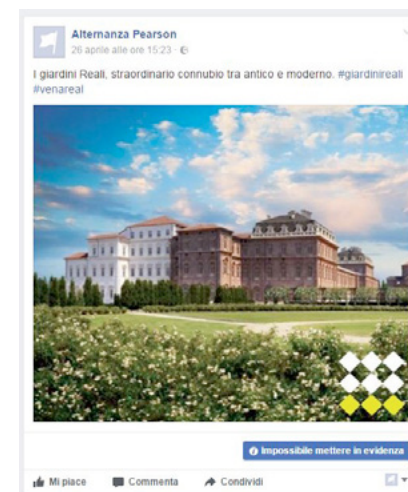 Alternanza Pearson
26 aprile alle ore 15:23 ·
I giardini Reali, straordinario connubio tra antico e moderno. #giardinireali
#venareal
Impossibile mettere in evidenza
Mi piace Commenta Condividi